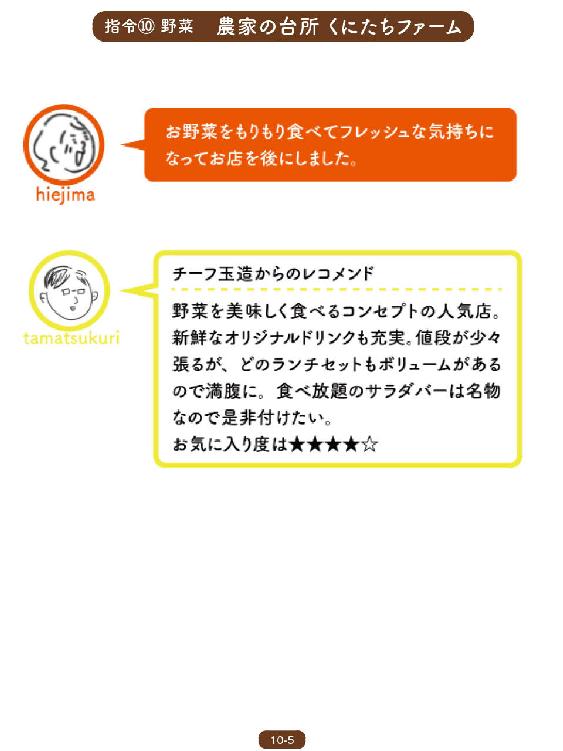 指令⑩ 野菜　農家の台所 くにたちファーム
お野菜をもりもり食べてフレッシュな気持ちに
なってお店を後にしました。
hiejima
チーフ玉造からのレコメンド
野菜を美味しく食べるコンセプトの人気店。
新鮮なオリジナルドリンクも充実。値段が少々
張るが、どのランチセットもボリュームがある
ので満腹に。食べ放題のサラダバーは名物
なので是非付けたい。
お気に入り度は★★★★☆
tamatsukuri
10-5